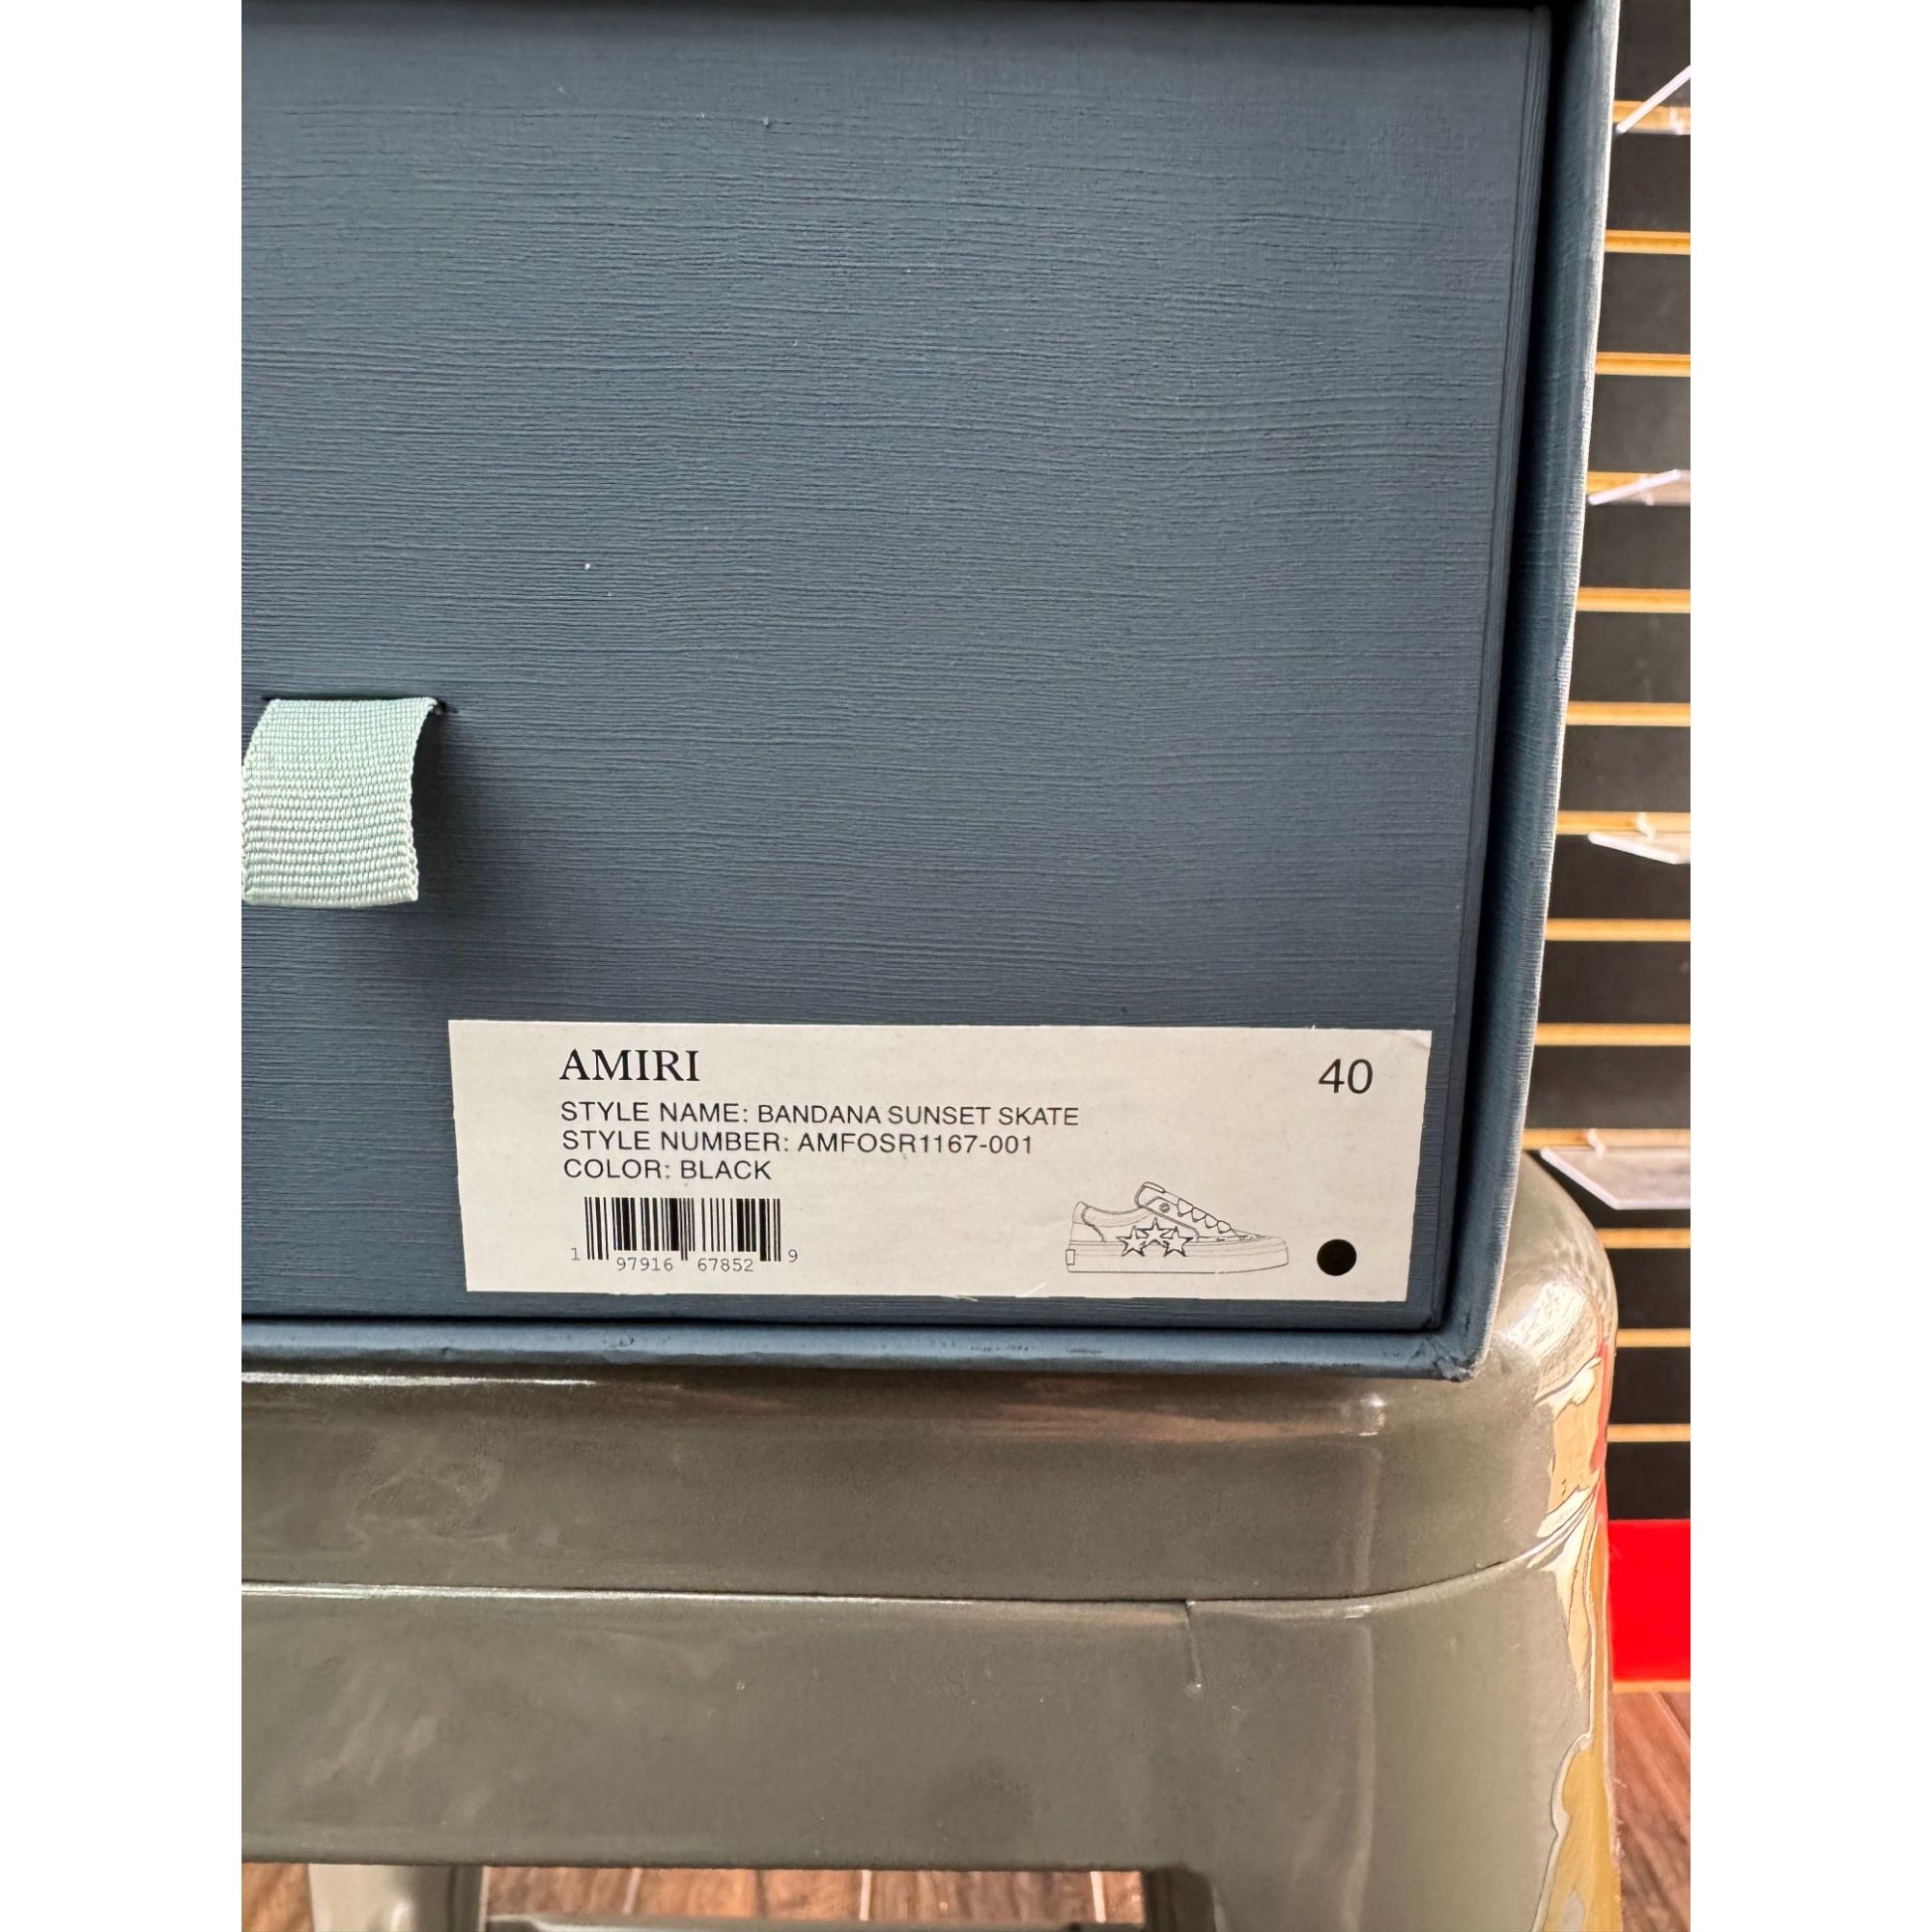 AMIRI
40
STYLE NAME: BANDANA SUNSET SKATE
STYLE NUMBER: AMFOSR1167-001
COLOR: BLACK
1 97916 67852 9